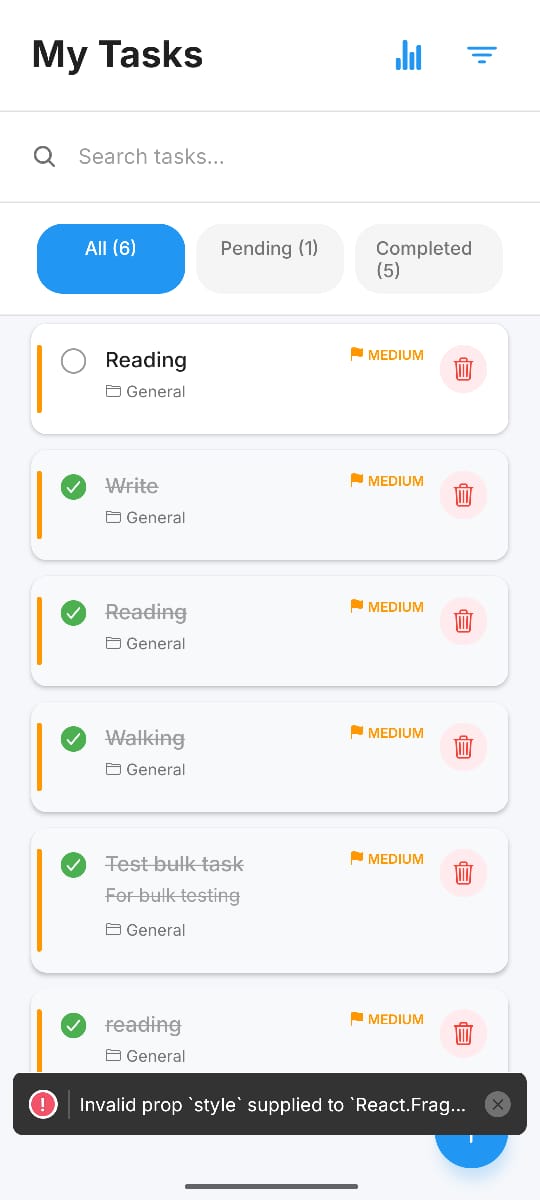 My Tasks
Search tasks...
All (6)
Pending (1)
Completed
(5)
Reading
MEDIUM
General
Write
MEDIUM
General
Reading
MEDIUM
General
Walking
MEDIUM
General
Test bulk task
MEDIUM
For bulk testing
General
reading
MEDIUM
General
Invalid prop `style` supplied to `React.Frag...